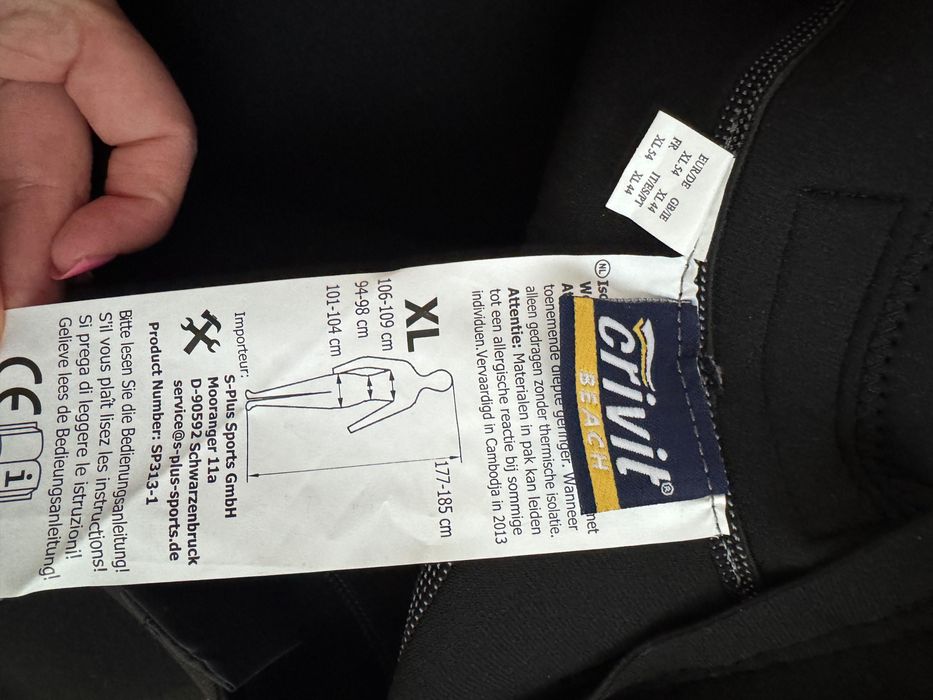 EUR/DE
XL 54
FR
XL 54
GB/IE
XL 44
IT/ES/PT
XL 44
crivit®
BEACH
NL
toenemende diepte geringer. Wanneer
alleen gedragen zonder thermische isolatie.
Attentie: Materialen in pak kan leiden
tot een allergische reactie bij sommige
individuen.Vervaardigd in Cambodja in 2013
XL
177-185 cm
106-109 cm
94-98 cm
101-104 cm
Importeur:
S-Plus Sports GmbH
Mooranger 11a
D-90592 Schwarzenbruck
service@s-plus-sports.de
Product Number: SP313-1
Bitte lesen Sie die Bedienungsanleitung!
S'il vous plaît lisez les instructions!
Si prega di leggere le istruzioni!
Gelieve lees de Bedieungsanleitung!
CE
i